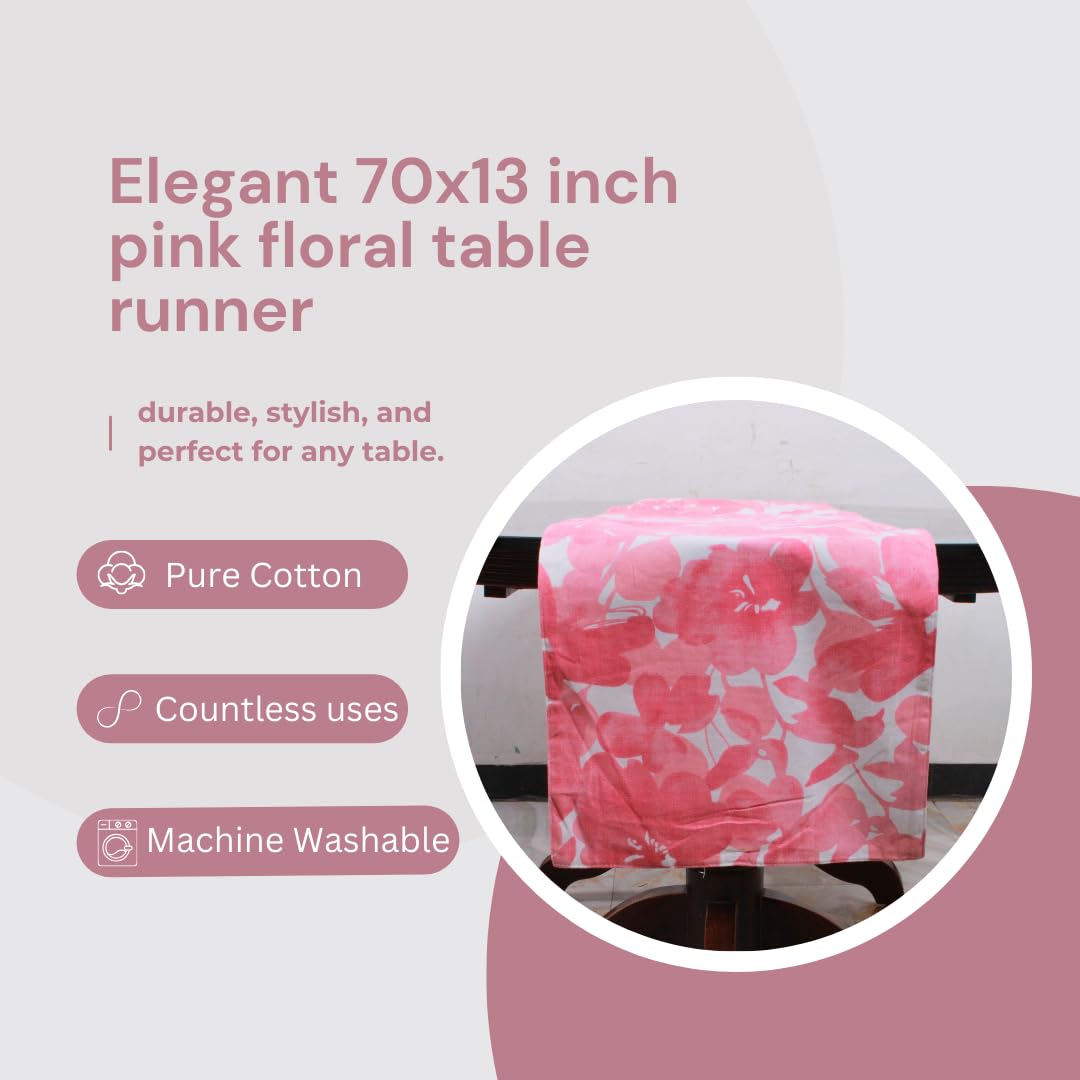 Elegant 70x13 inch
pink floral table
runner
durable, stylish, and
perfect for any table.
Pure Cotton
Countless uses
Machine Washable